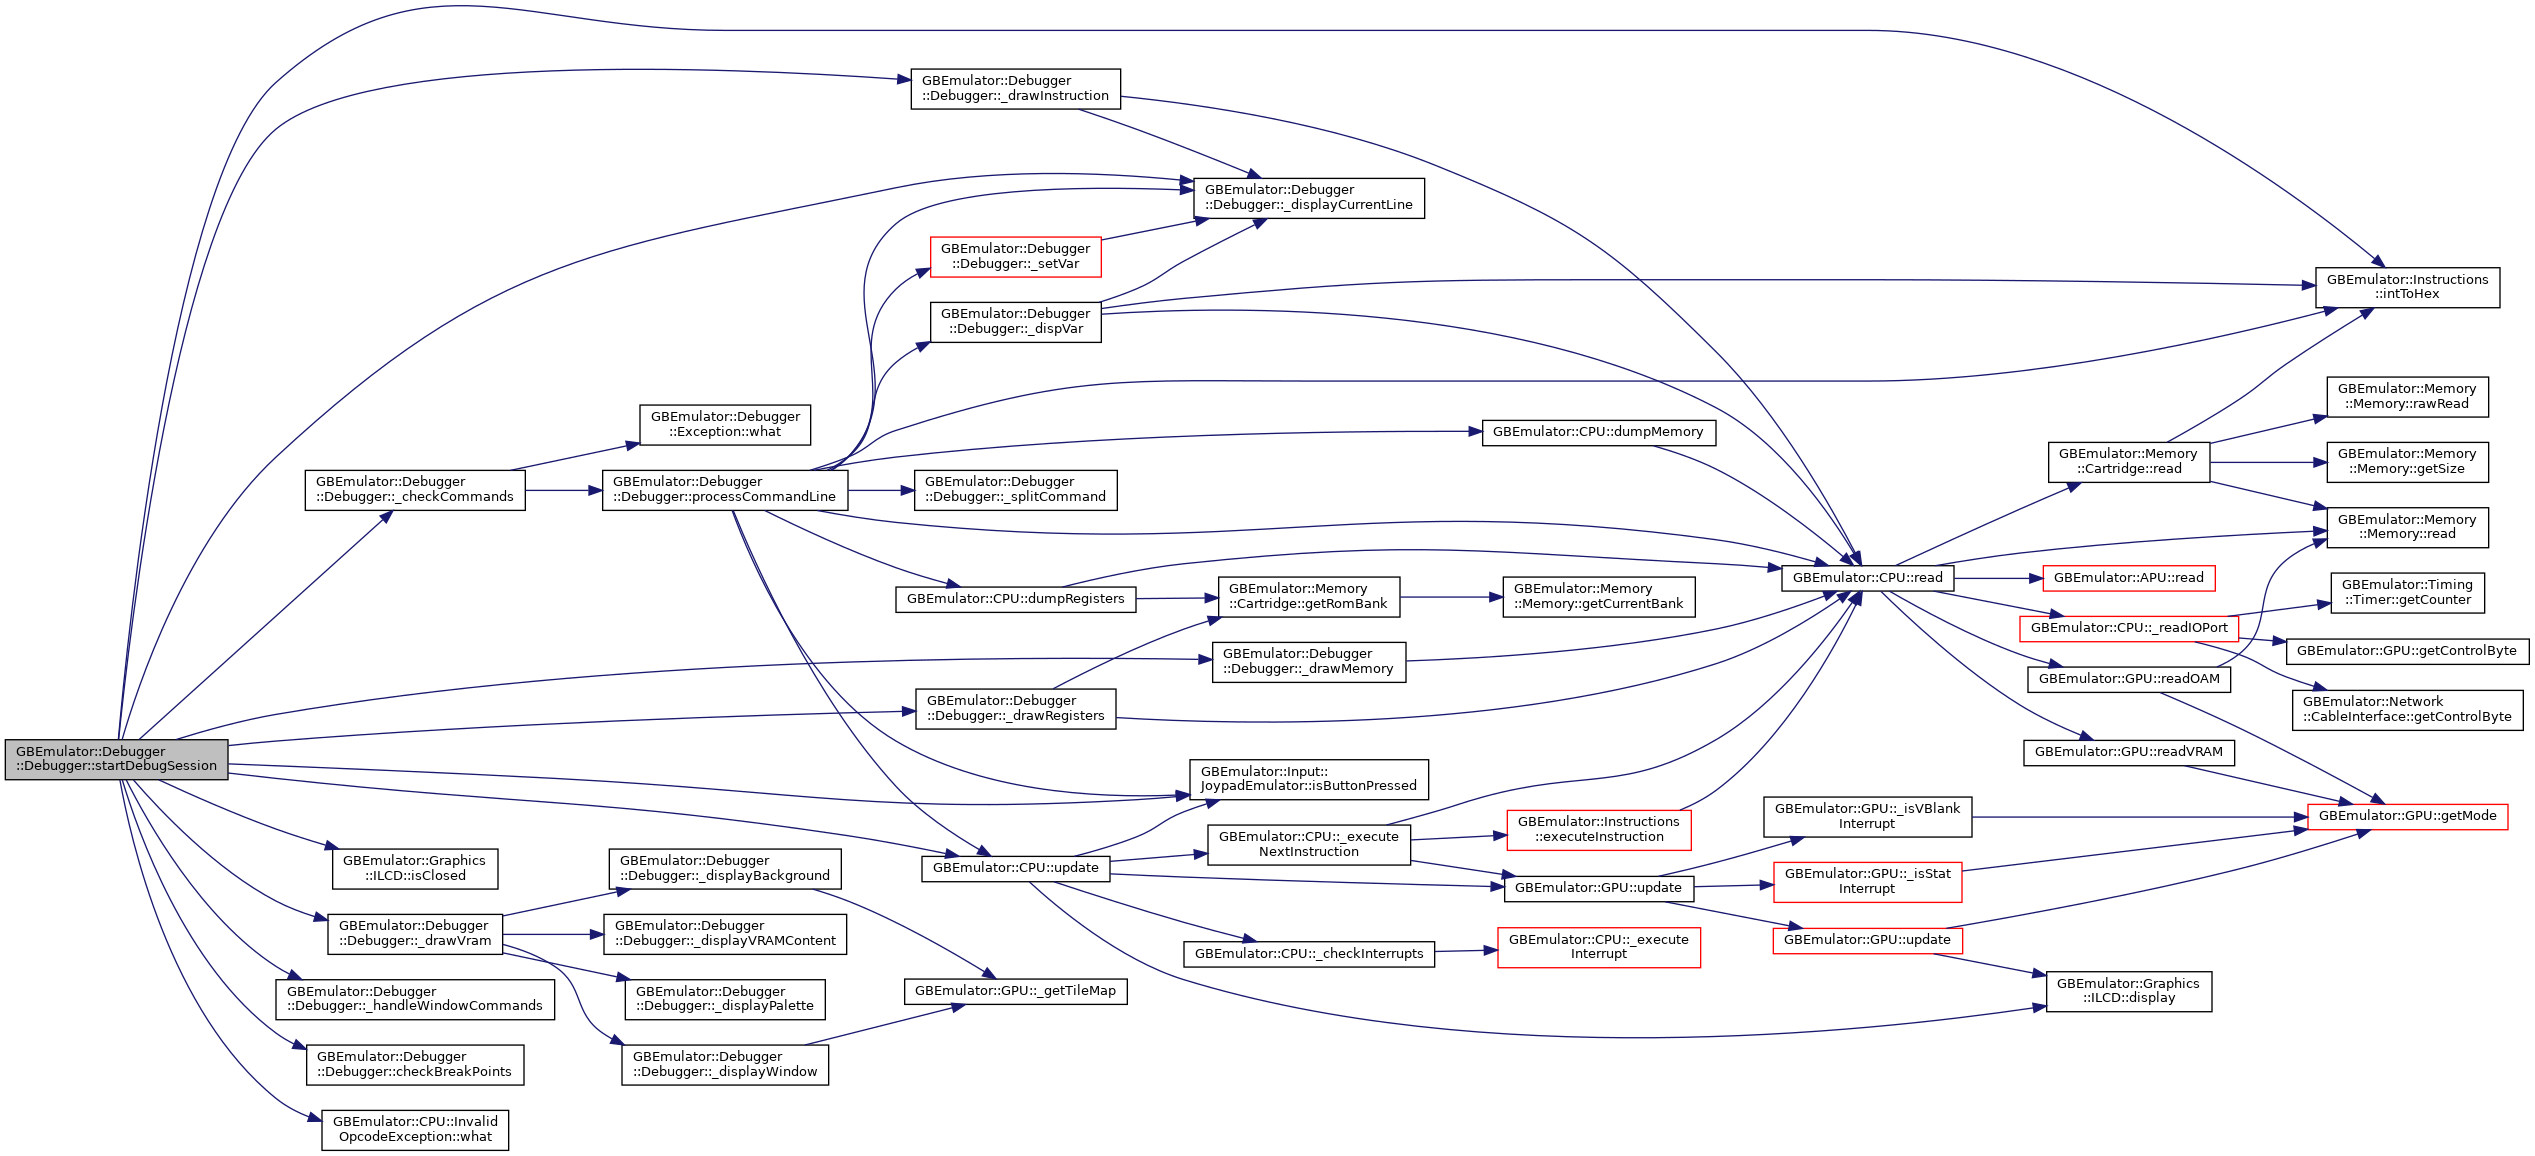 GBEmulator::Debugger
::Debugger::startDebugSession
GBEmulator::Debugger
::Debugger::_checkCommands
GBEmulator::Graphics
::ILCD::isClosed
GBEmulator::Debugger
::Debugger::_drawVram
GBEmulator::Debugger
::Debugger::_handleWindowCommands
GBEmulator::Debugger
::Debugger::checkBreakPoints
GBEmulator::CPU::Invalid
OpcodeException::what
GBEmulator::Debugger
::Exception::what
GBEmulator::Debugger
::Debugger::processCommandLine
GBEmulator::Debugger
::Debugger::_displayBackground
GBEmulator::Debugger
::Debugger::_displayVRAMContent
GBEmulator::Debugger
::Debugger::_displayPalette
GBEmulator::Debugger
::Debugger::_displayWindow
GBEmulator::Debugger
::Debugger::_drawInstruction
GBEmulator::Debugger
::Debugger::_setVar
GBEmulator::Debugger
::Debugger::_dispVar
GBEmulator::Debugger
::Debugger::_splitCommand
GBEmulator::CPU::dumpRegisters
GBEmulator::Debugger
::Debugger::_drawRegisters
GBEmulator::CPU::update
GBEmulator::GPU::_getTileMap
GBEmulator::Debugger
::Debugger::_displayCurrentLine
GBEmulator::Memory
::Cartridge::getRomBank
GBEmulator::Debugger
::Debugger::_drawMemory
GBEmulator::Input::
JoypadEmulator::isButtonPressed
GBEmulator::CPU::_execute
NextInstruction
GBEmulator::CPU::_checkInterrupts
GBEmulator::CPU::dumpMemory
GBEmulator::Memory
::Memory::getCurrentBank
GBEmulator::Instructions
::executeInstruction
GBEmulator::GPU::update
GBEmulator::CPU::_execute
Interrupt
GBEmulator::CPU::read
GBEmulator::GPU::_isVBlank
Interrupt
GBEmulator::GPU::_isStat
Interrupt
GBEmulator::GPU::update
GBEmulator::Memory
::Cartridge::read
GBEmulator::APU::read
GBEmulator::CPU::_readIOPort
GBEmulator::GPU::readOAM
GBEmulator::GPU::readVRAM
GBEmulator::Graphics
::ILCD::display
GBEmulator::Instructions
::intToHex
GBEmulator::Memory
::Memory::rawRead
GBEmulator::Memory
::Memory::getSize
GBEmulator::Memory
::Memory::read
GBEmulator::Timing
::Timer::getCounter
GBEmulator::GPU::getControlByte
GBEmulator::Network
::CableInterface::getControlByte
GBEmulator::GPU::getMode